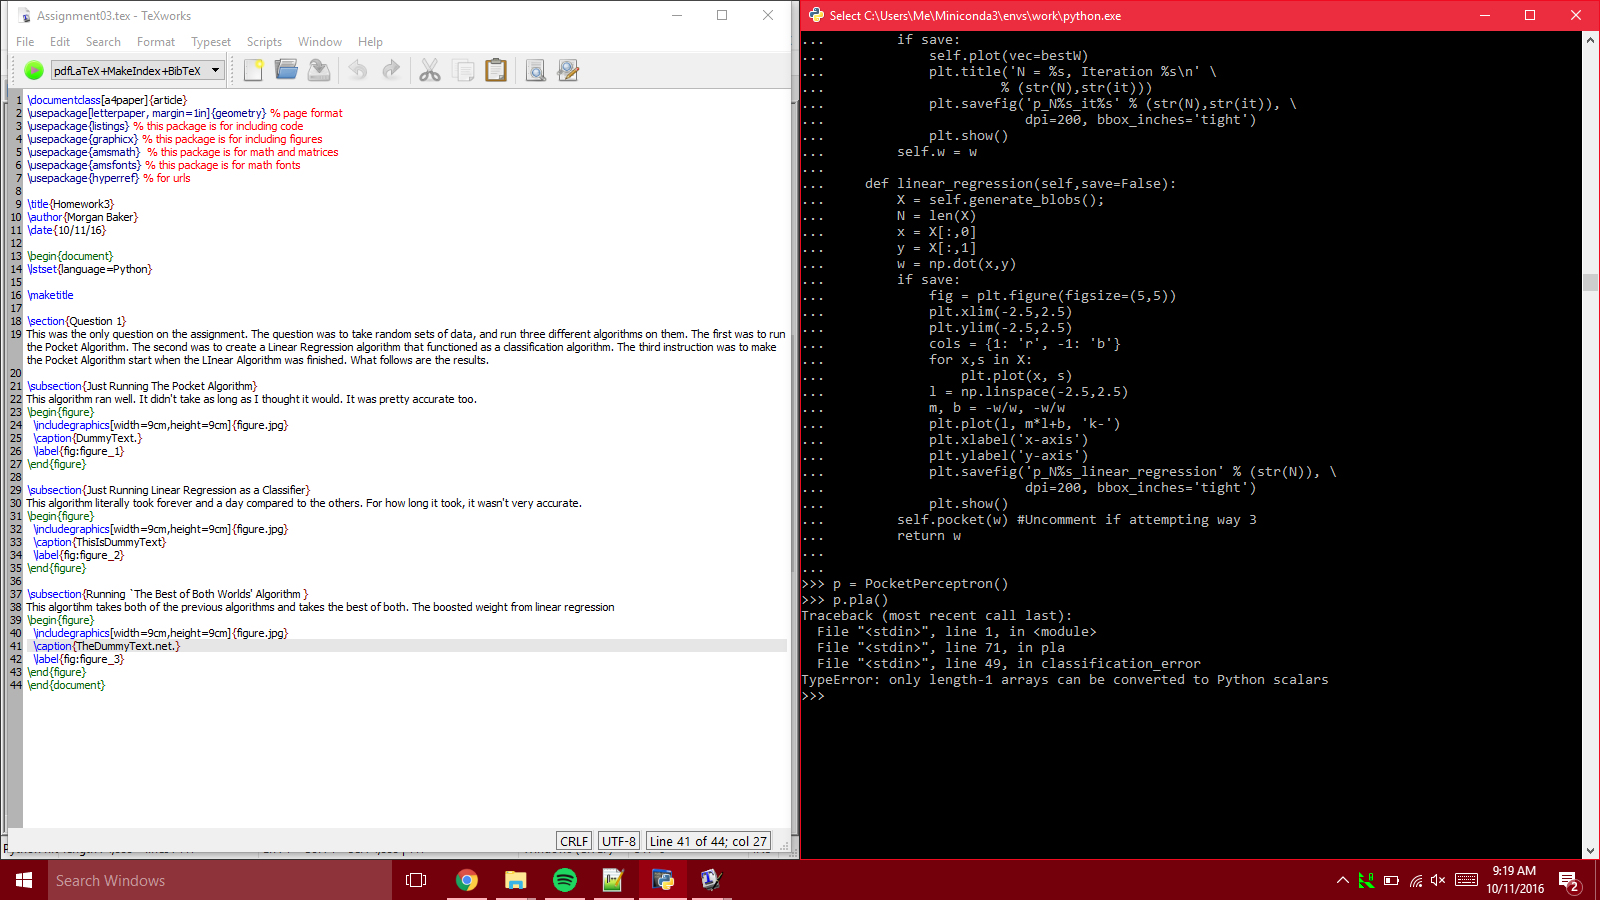 Assignment03.tex - TeXworks
File Edit Search Format Typeset Scripts Window Help
pdfLaTeX+MakeIndex+BibTeX
1 \documentclass[a4paper]{article}
2 \usepackage[letterpaper, margin=1in]{geometry} % page format
3 \usepackage{listings} % this package is for including code
4 \usepackage{graphicx} % this package is for including figures
5 \usepackage{amsmath}  % this package is for math and matrices
6 \usepackage{amsfonts} % this package is for math fonts
7 \usepackage{hyperref} % for urls
8
9 \title{Homework3}
10 \author{Morgan Baker}
11 \date{10/11/16}
12
13 \begin{document}
14 \lstset{language=Python}
15
16 \maketitle
17
18 \section{Question 1}
19 This was the only question on the assignment. The question was to take random sets of data, and run three different algorithms on them. The first was to run
the Pocket Algorithm. The second was to create a Linear Regression algorithm that functioned as a classification algorithm. The third instruction was to make
the Pocket Algorithm start when the LInear Algorithm was finished. What follows are the results.
20
21 \subsection{Just Running The Pocket Algorithm}
22 This algorithm ran well. It didn't take as long as I thought it would. It was pretty accurate too.
23 \begin{figure}
24   \includegraphics[width=9cm,height=9cm]{figure.jpg}
25   \caption{DummyText.}
26   \label{fig:figure_1}
27 \end{figure}
28
29 \subsection{Just Running Linear Regression as a Classifier}
30 This algorithm literally took forever and a day compared to the others. For how long it took, it wasn't very accurate.
31 \begin{figure}
32   \includegraphics[width=9cm,height=9cm]{figure.jpg}
33   \caption{ThisIsDummyText}
34   \label{fig:figure_2}
35 \end{figure}
36
37 \subsection{Running `The Best of Both Worlds' Algorithm }
38 This algortihm takes both of the previous algorithms and takes the best of both. The boosted weight from linear regression
39 \begin{figure}
40   \includegraphics[width=9cm,height=9cm]{figure.jpg}
41   \caption{TheDummyText.net.}
42   \label{fig:figure_3}
43 \end{figure}
44 \end{document}
CRLF UTF-8 Line 41 of 44; col 27
Select C:\Users\Me\Miniconda3\envs\work\python.exe
...         if save:
...             self.plot(vec=bestW)
...             plt.title('N = %s, Iteration %s\n' \
...                      % (str(N),str(it)))
...             plt.savefig('p_N%s_it%s' % (str(N),str(it)), \
...                         dpi=200, bbox_inches='tight')
...             plt.show()
...         self.w = w
...
...     def linear_regression(self,save=False):
...         X = self.generate_blobs();
...         N = len(X)
...         x = X[:,0]
...         y = X[:,1]
...         w = np.dot(x,y)
...         if save:
...             fig = plt.figure(figsize=(5,5))
...             plt.xlim(-2.5,2.5)
...             plt.ylim(-2.5,2.5)
...             cols = {1: 'r', -1: 'b'}
...             for x,s in X:
...                 plt.plot(x, s)
...             l = np.linspace(-2.5,2.5)
...             m, b = -w/w, -w/w
...             plt.plot(l, m*l+b, 'k-')
...             plt.xlabel('x-axis')
...             plt.ylabel('y-axis')
...             plt.savefig('p_N%s_linear_regression' % (str(N)), \
...                         dpi=200, bbox_inches='tight')
...             plt.show()
...         self.pocket(w) #Uncomment if attempting way 3
...         return w
...
...
>>> p = PocketPerceptron()
>>> p.pla()
Traceback (most recent call last):
  File "<stdin>", line 1, in <module>
  File "<stdin>", line 71, in pla
  File "<stdin>", line 49, in classification_error
TypeError: only length-1 arrays can be converted to Python scalars
>>>
Search Windows
9:19 AM
10/11/2016
2